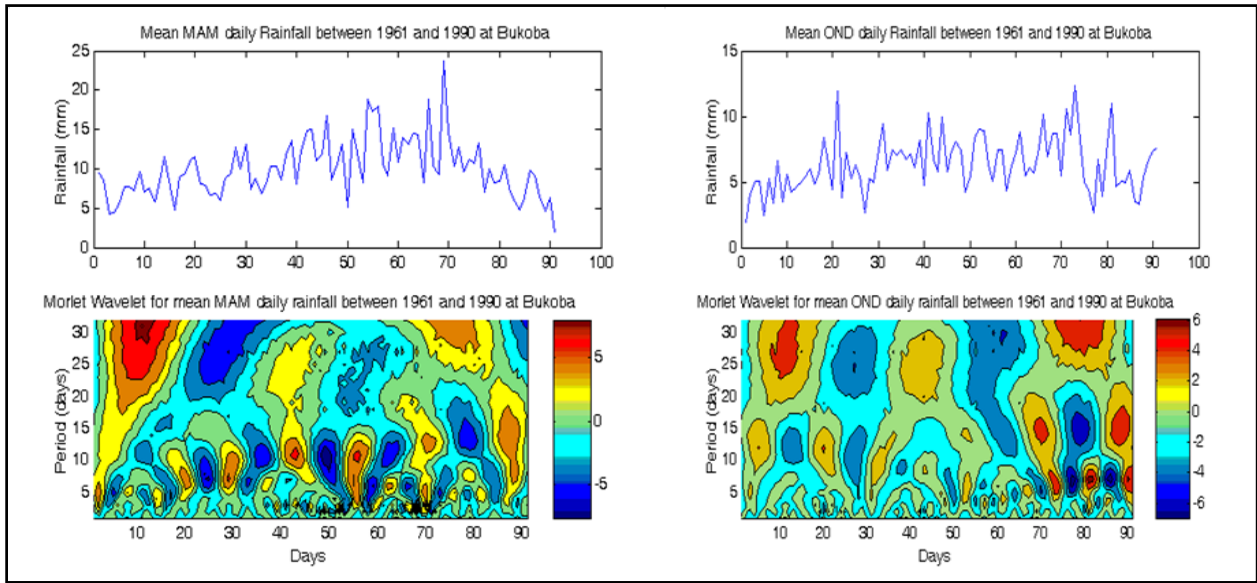 Mean MAM daily Rainfall between 1961 and 1990 at Bukoba
Rainfall (mm)
25
20
15
10
5
0
0 10 20 30 40 50 60 70 80 90 100
Mean OND daily Rainfall between 1961 and 1990 at Bukoba
Rainfall (mm)
15
10
5
0
0 10 20 30 40 50 60 70 80 90 100
Morlet Wavelet for mean MAM daily rainfall between 1961 and 1990 at Bukoba
Period (days)
30
25
20
15
10
5
10 20 30 40 50 60 70 80 90
Days
5
0
-5
Morlet Wavelet for mean OND daily rainfall between 1961 and 1990 at Bukoba
Period (days)
30
25
20
15
10
5
10 20 30 40 50 60 70 80 90
Days
6
4
2
0
-2
-4
-6